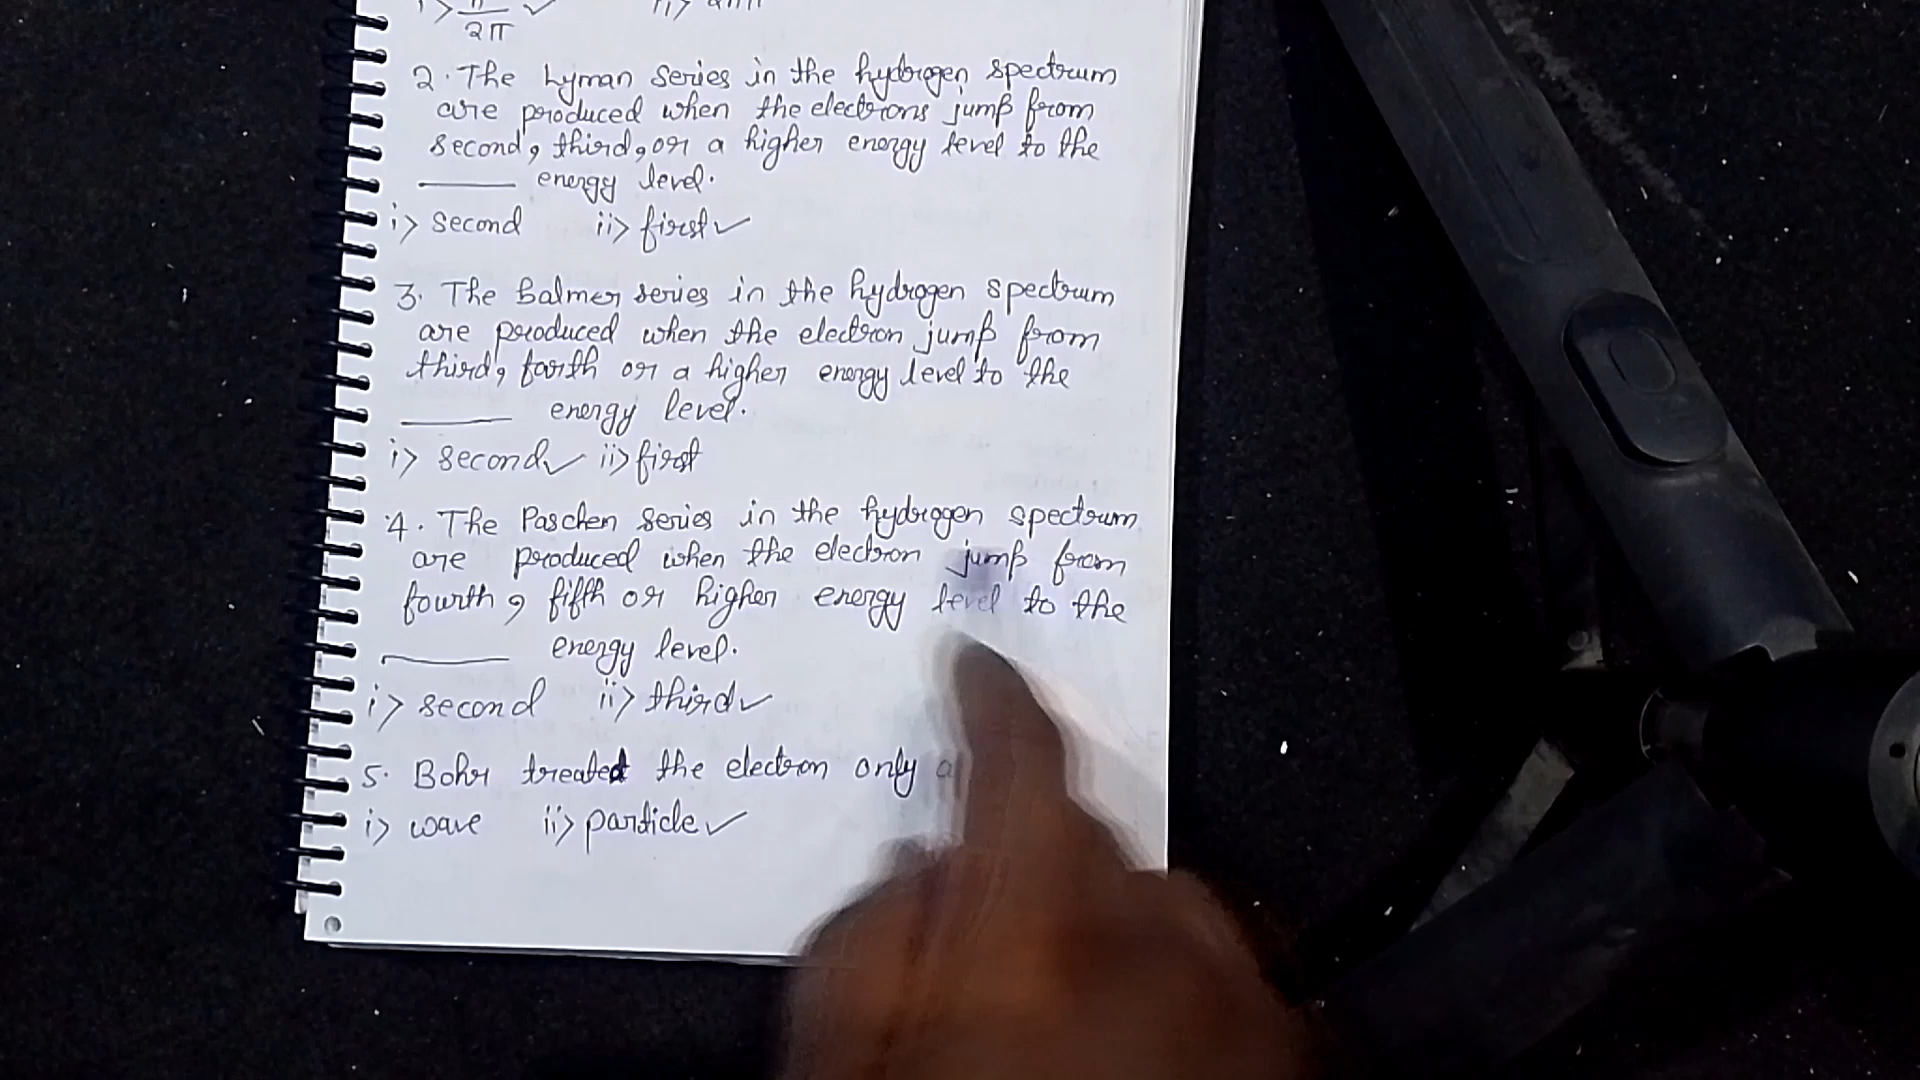 i> 2π ✓ ii>
2. The Lyman series in the hydrogen spectrum
are produced when the electrons jump from
second, third, or a higher energy level to the
______ energy level.
i> second ii> first ✓
3. The Balmer series in the hydrogen spectrum
are produced when the electron jump from
third, forth or a higher energy level to the
______ energy level.
i> second ✓ ii> first
4. The Paschen series in the hydrogen spectrum
are produced when the electron jump from
fourth, fifth or higher energy level to the
______ energy level.
i> second ii> third ✓
5. Bohr treated the electron only
i> wave ii> particle ✓